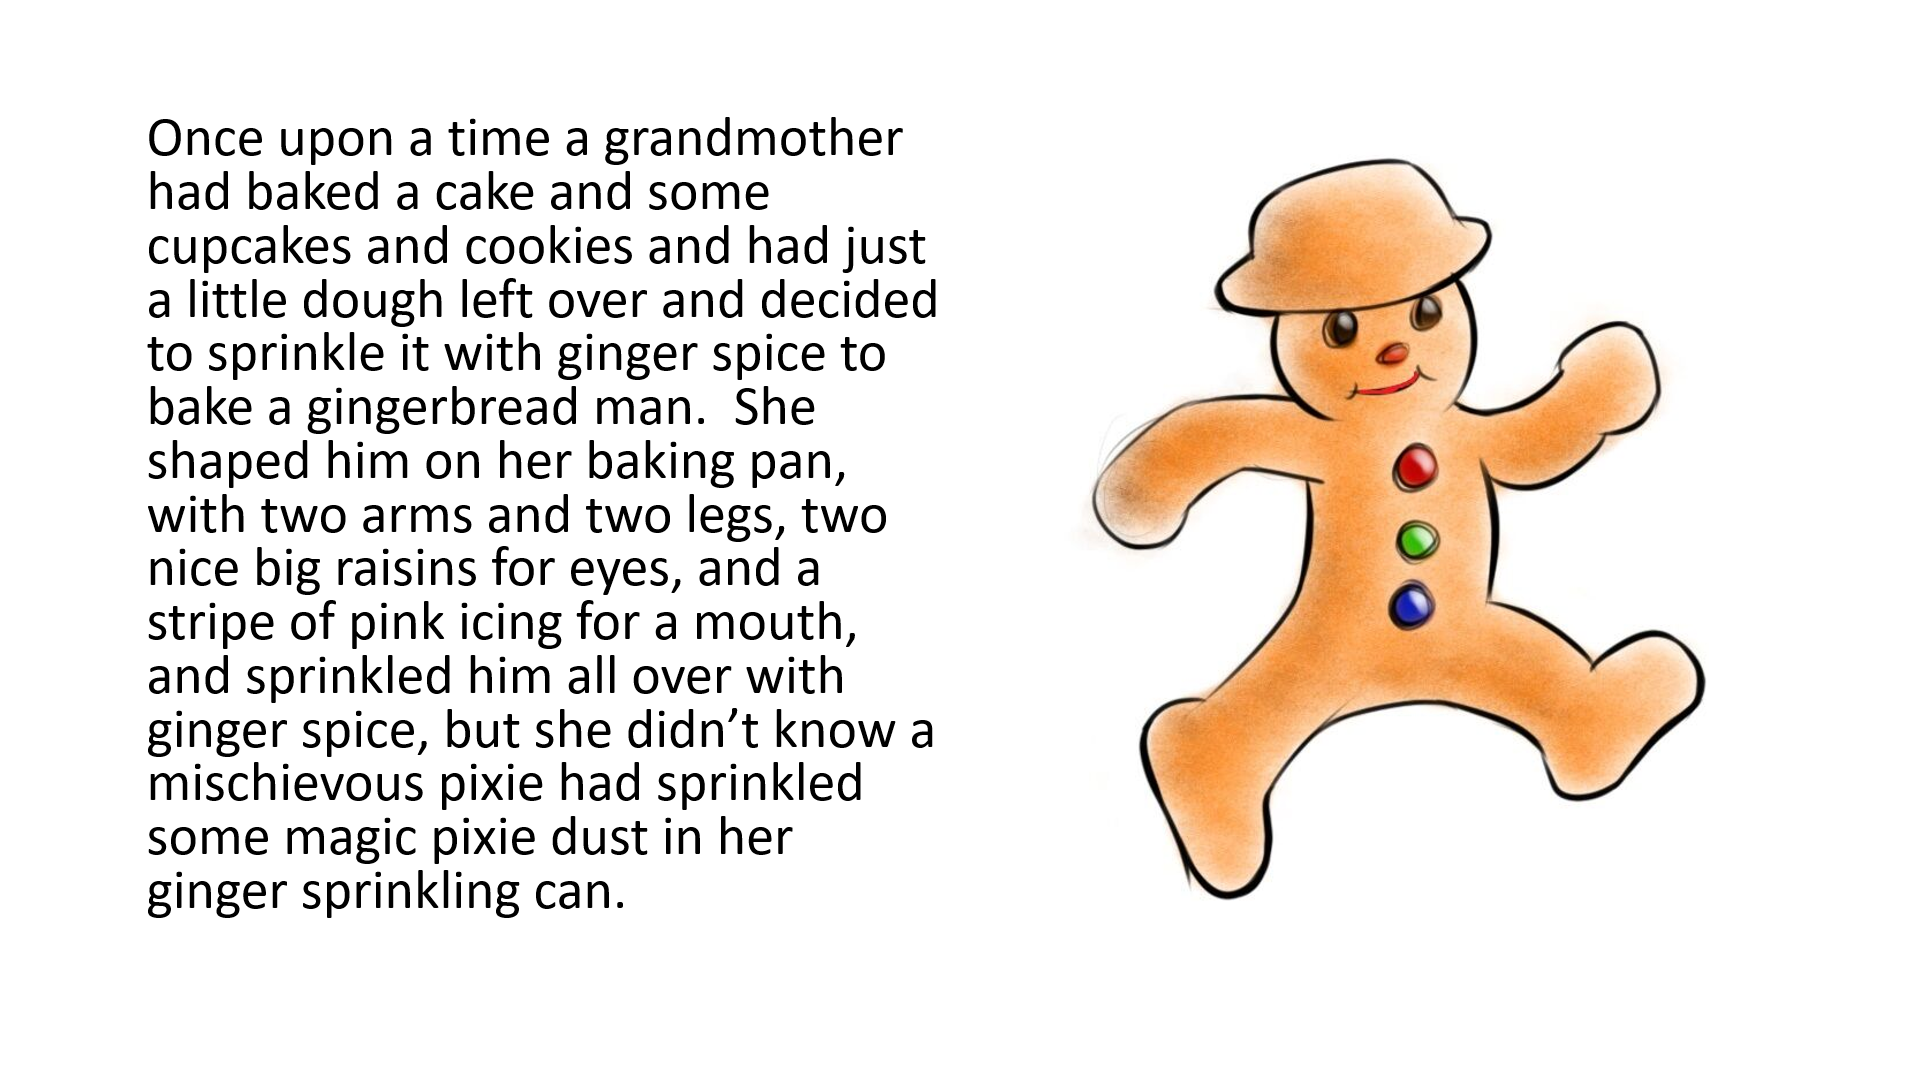 Once upon a time a grandmother
had baked a cake and some
cupcakes and cookies and had just
a little dough left over and decided
to sprinkle it with ginger spice to
bake a gingerbread man.  She
shaped him on her baking pan,
with two arms and two legs, two
nice big raisins for eyes, and a
stripe of pink icing for a mouth,
and sprinkled him all over with
ginger spice, but she didn’t know a
mischievous pixie had sprinkled
some magic pixie dust in her
ginger sprinkling can.